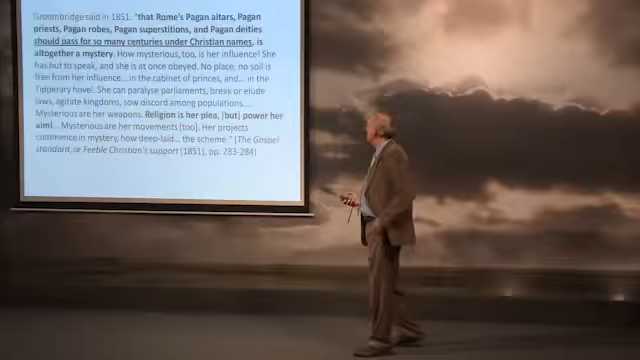 Groombridge said in 1851: "that Rome's Pagan altars, Pagan
priests, Pagan robes, Pagan superstitions, and Pagan deities
should pass for so many centuries under Christian names, is
altogether a mystery. How mysterious, too, is her influence! She
has but to speak, and she is at once obeyed. No place, no soil is
free from her influence... in the cabinet of princes, and... in the
Tipperary hovel. She can paralyse parliaments, break or elude
laws, agitate kingdoms, sow discord among populations....
Mysterious are her weapons. Religion is her plea, [but] power her
aim!... Mysterious are her movements [too]. Her projects
commence in mystery, how deep-laid... the scheme." (The Gospel
standard, or Feeble Christian's support (1851), pp. 283-284)